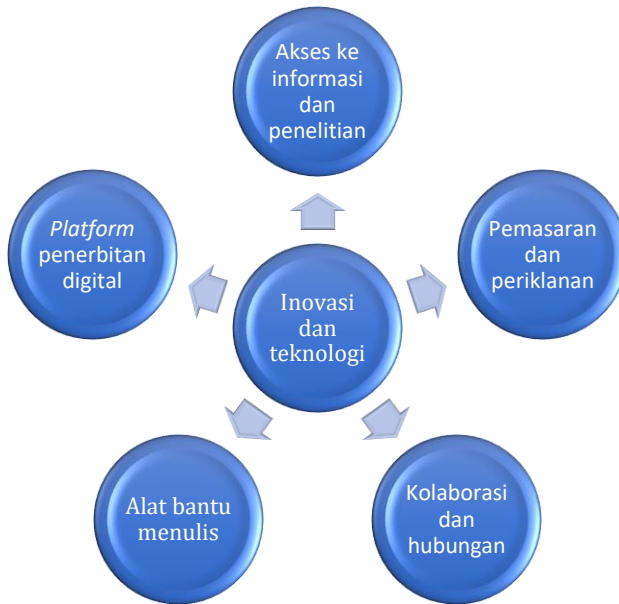 Akses ke
informasi
dan
penelitian
Platform
penerbitan
digital
Pemasaran
dan
periklanan
Inovasi
dan
teknologi
Alat bantu
menulis
Kolaborasi
dan
hubungan